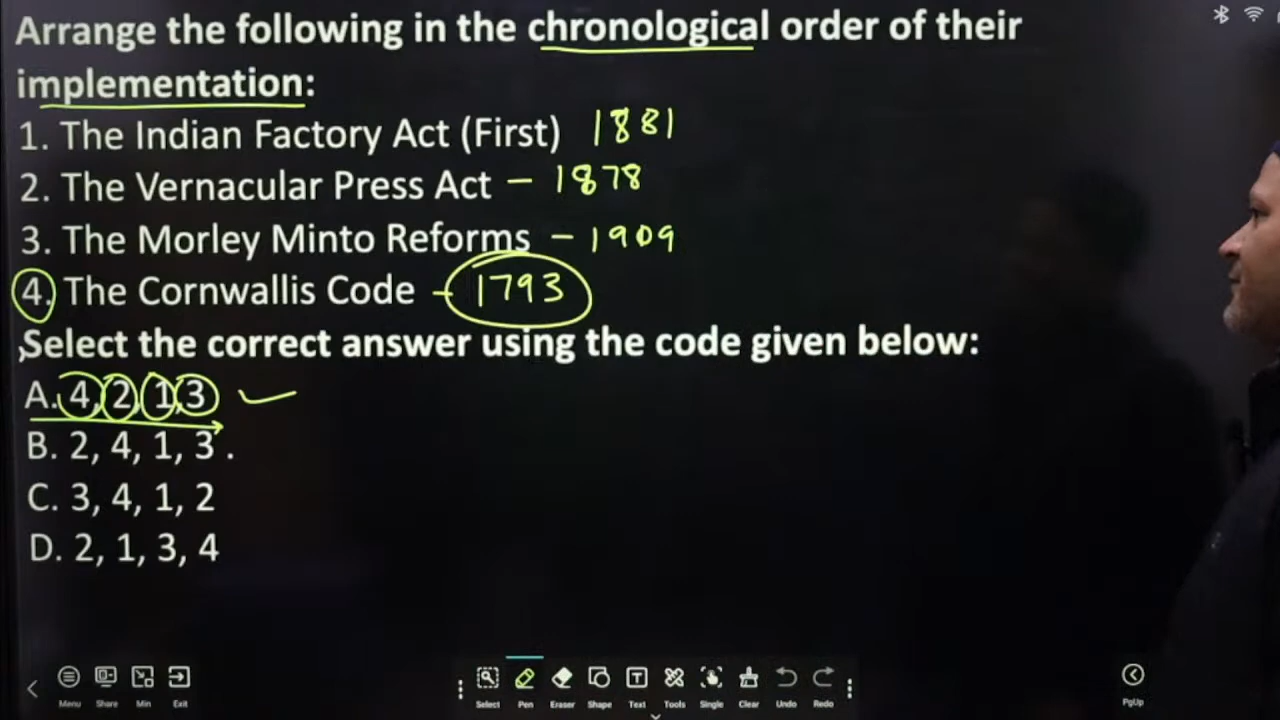 Arrange the following in the chronological order of their
implementation:
1. The Indian Factory Act (First) 1881
2. The Vernacular Press Act – 1878
3. The Morley Minto Reforms – 1909
4. The Cornwallis Code - 1793
Select the correct answer using the code given below:
A. 4, 2, 1, 3
B. 2, 4, 1, 3 .
C. 3, 4, 1, 2
D. 2, 1, 3, 4
Menu Share Min Exit Select Pen Eraser Shape Text Tools Single Clear Undo Redo PgUp